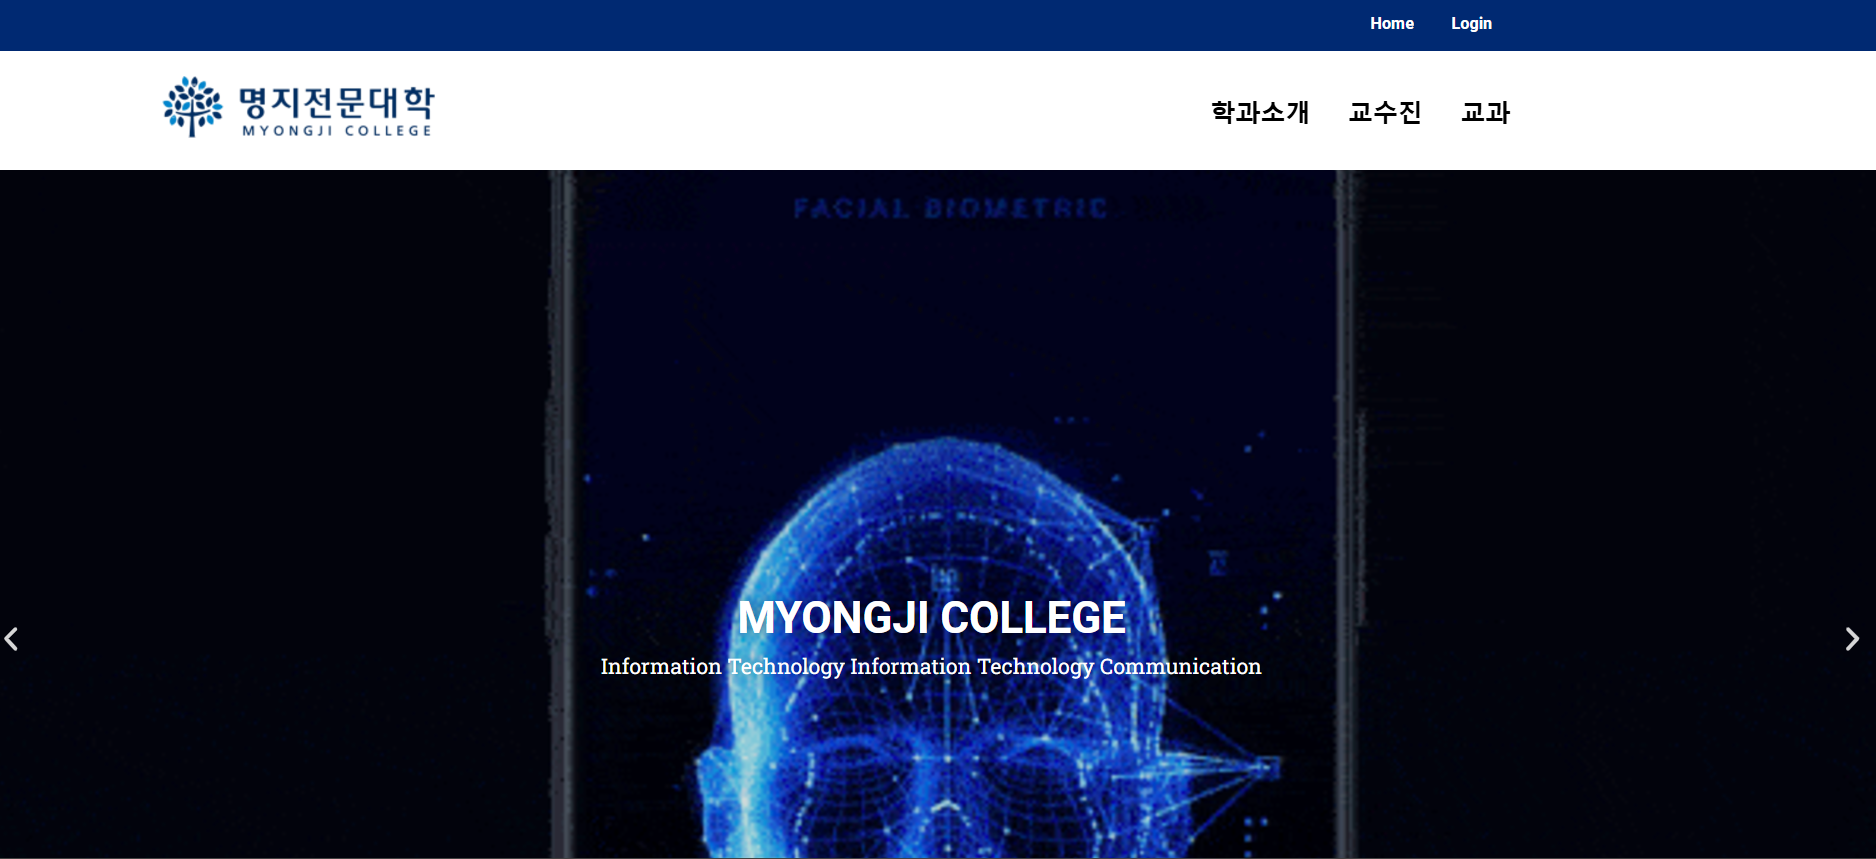 Home Login
명지전문대학
MYONGJI COLLEGE
학과소개 교수진 교과
FACIAL BIOMETRIC
MYONGJI COLLEGE
Information Technology Information Technology Communication